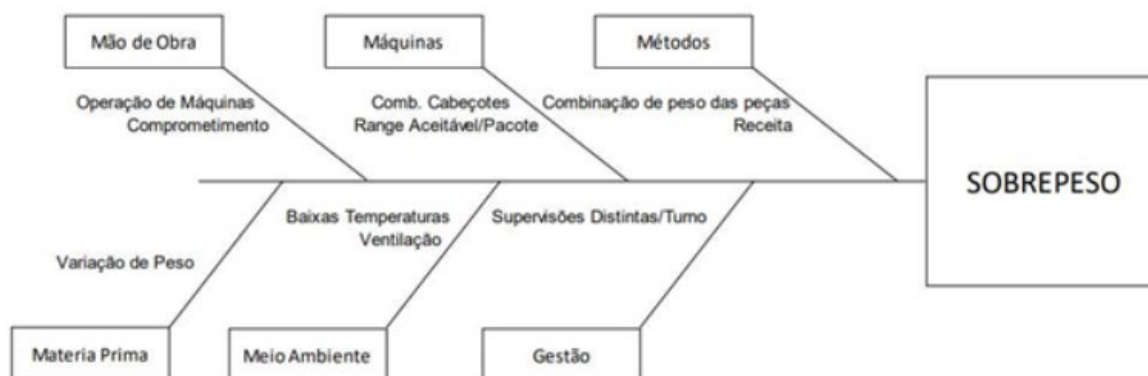 Mão de Obra
Máquinas
Métodos
Operação de Máquinas
Comprometimento
Comb. Cabeçotes
Range Aceitável/Pacote
Combinação de peso das peças
Receita
SOBREPESO
Baixas Temperaturas
Ventilação
Supervisões Distintas/Turno
Variação de Peso
Materia Prima
Meio Ambiente
Gestão